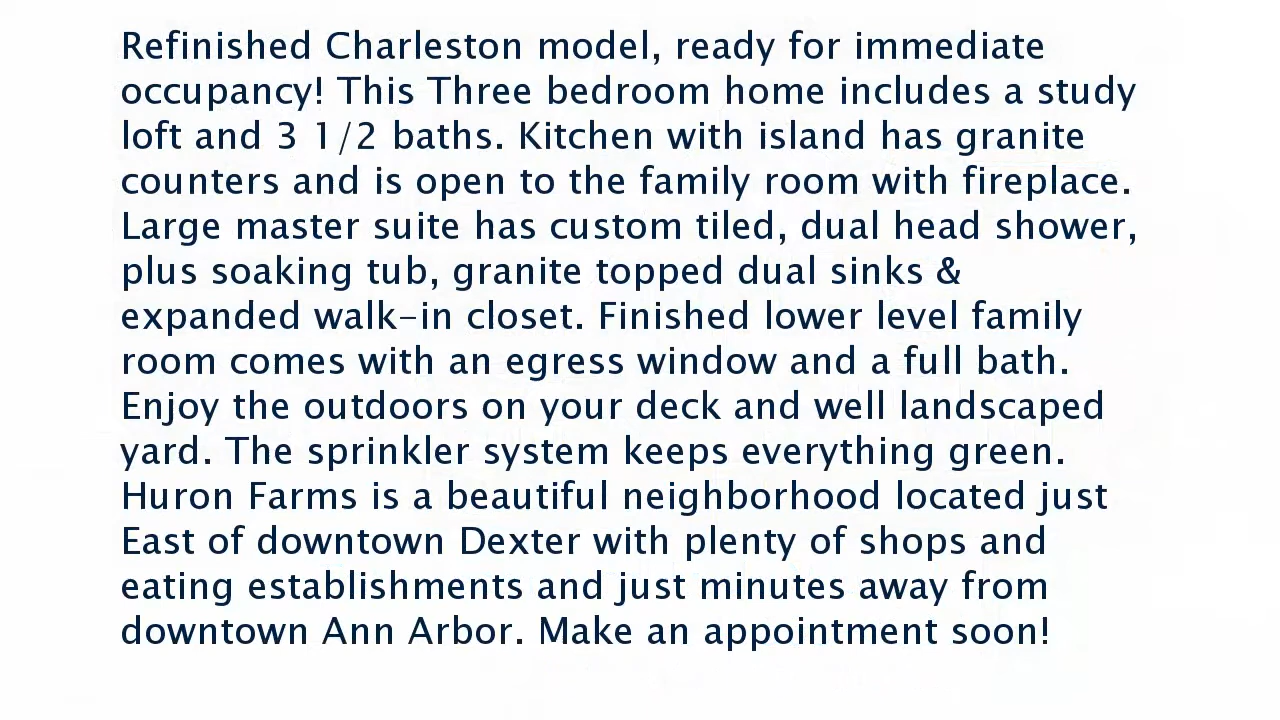 Refinished Charleston model, ready for immediate
occupancy! This Three bedroom home includes a study
loft and 3 1/2 baths. Kitchen with island has granite
counters and is open to the family room with fireplace.
Large master suite has custom tiled, dual head shower,
plus soaking tub, granite topped dual sinks &
expanded walk-in closet. Finished lower level family
room comes with an egress window and a full bath.
Enjoy the outdoors on your deck and well landscaped
yard. The sprinkler system keeps everything green.
Huron Farms is a beautiful neighborhood located just
East of downtown Dexter with plenty of shops and
eating establishments and just minutes away from
downtown Ann Arbor. Make an appointment soon!